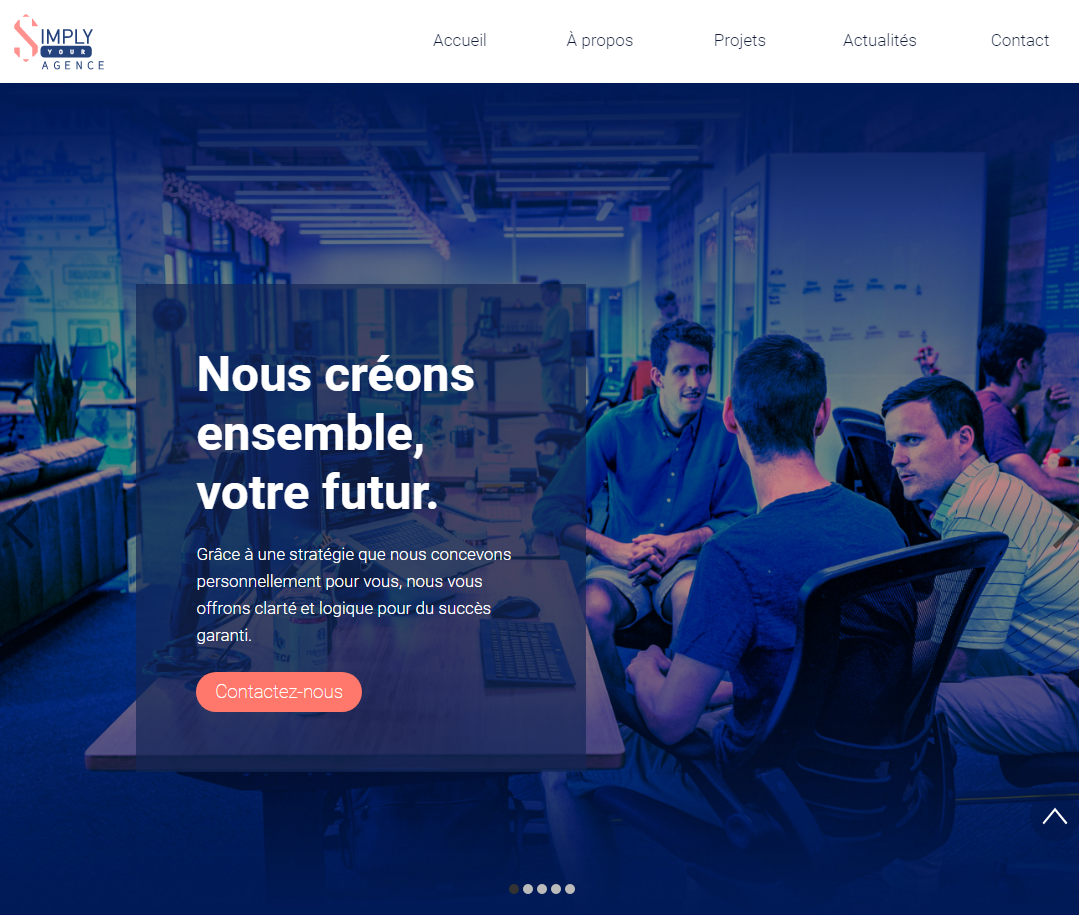 SIMPLY
YOUR
AGENCE
Accueil
À propos
Projets
Actualités
Contact
Nous créons
ensemble,
votre futur.
Grâce à une stratégie que nous concevons
personnellement pour vous, nous vous
offrons clarté et logique pour du succès
garanti.
Contactez-nous